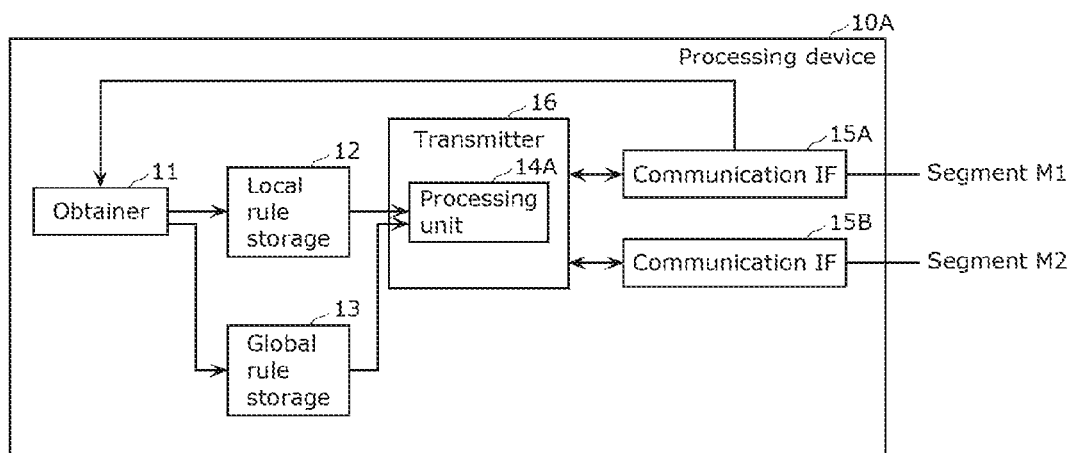 10A
Processing device
16
Transmitter
15A
12
14A
11
Communication IF
Segment M1
Local
rule
storage
Processing
unit
Obtainer
15B
Communication IF
Segment M2
13
Global
rule
storage